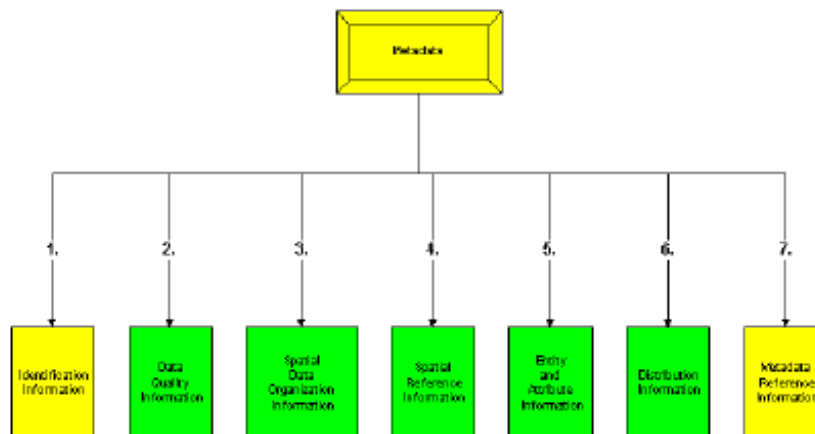 Metadata
1.
2.
3.
4.
5.
6.
7.
Identification
Information
Data
Quality
Information
Spatial
Data
Organization
Information
Spatial
Reference
Information
Entity
and
Attribute
Information
Distribution
Information
Metadata
Reference
Information